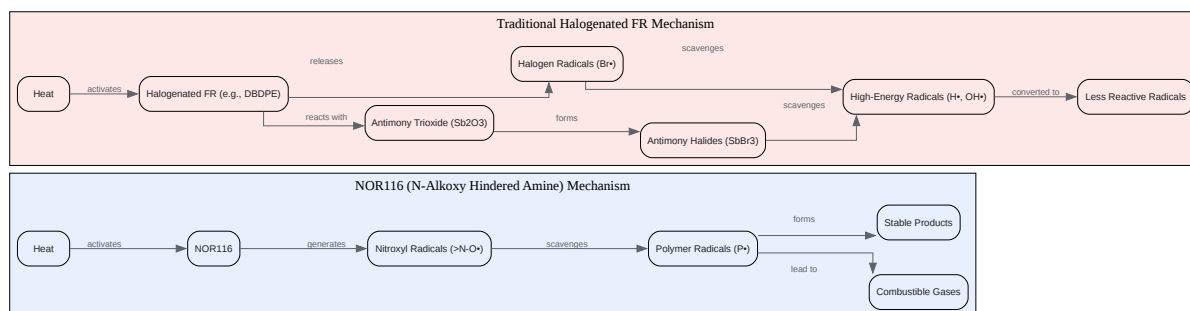 Traditional Halogenated FR Mechanism
scavenges
releases
Halogen Radicals (Br•)
Heat
activates
Halogenated FR (e.g., DBDPE)
High-Energy Radicals (H•, OH•)
converted to
Less Reactive Radicals
scavenges
reacts with
Antimony Trioxide (Sb2O3)
forms
Antimony Halides (SbBr3)
NOR116 (N-Alkoxy Hindered Amine) Mechanism
forms
Stable Products
Heat
activates
NOR116
generates
Nitroxyl Radicals (>N-O•)
scavenges
Polymer Radicals (P•)
lead to
Combustible Gases